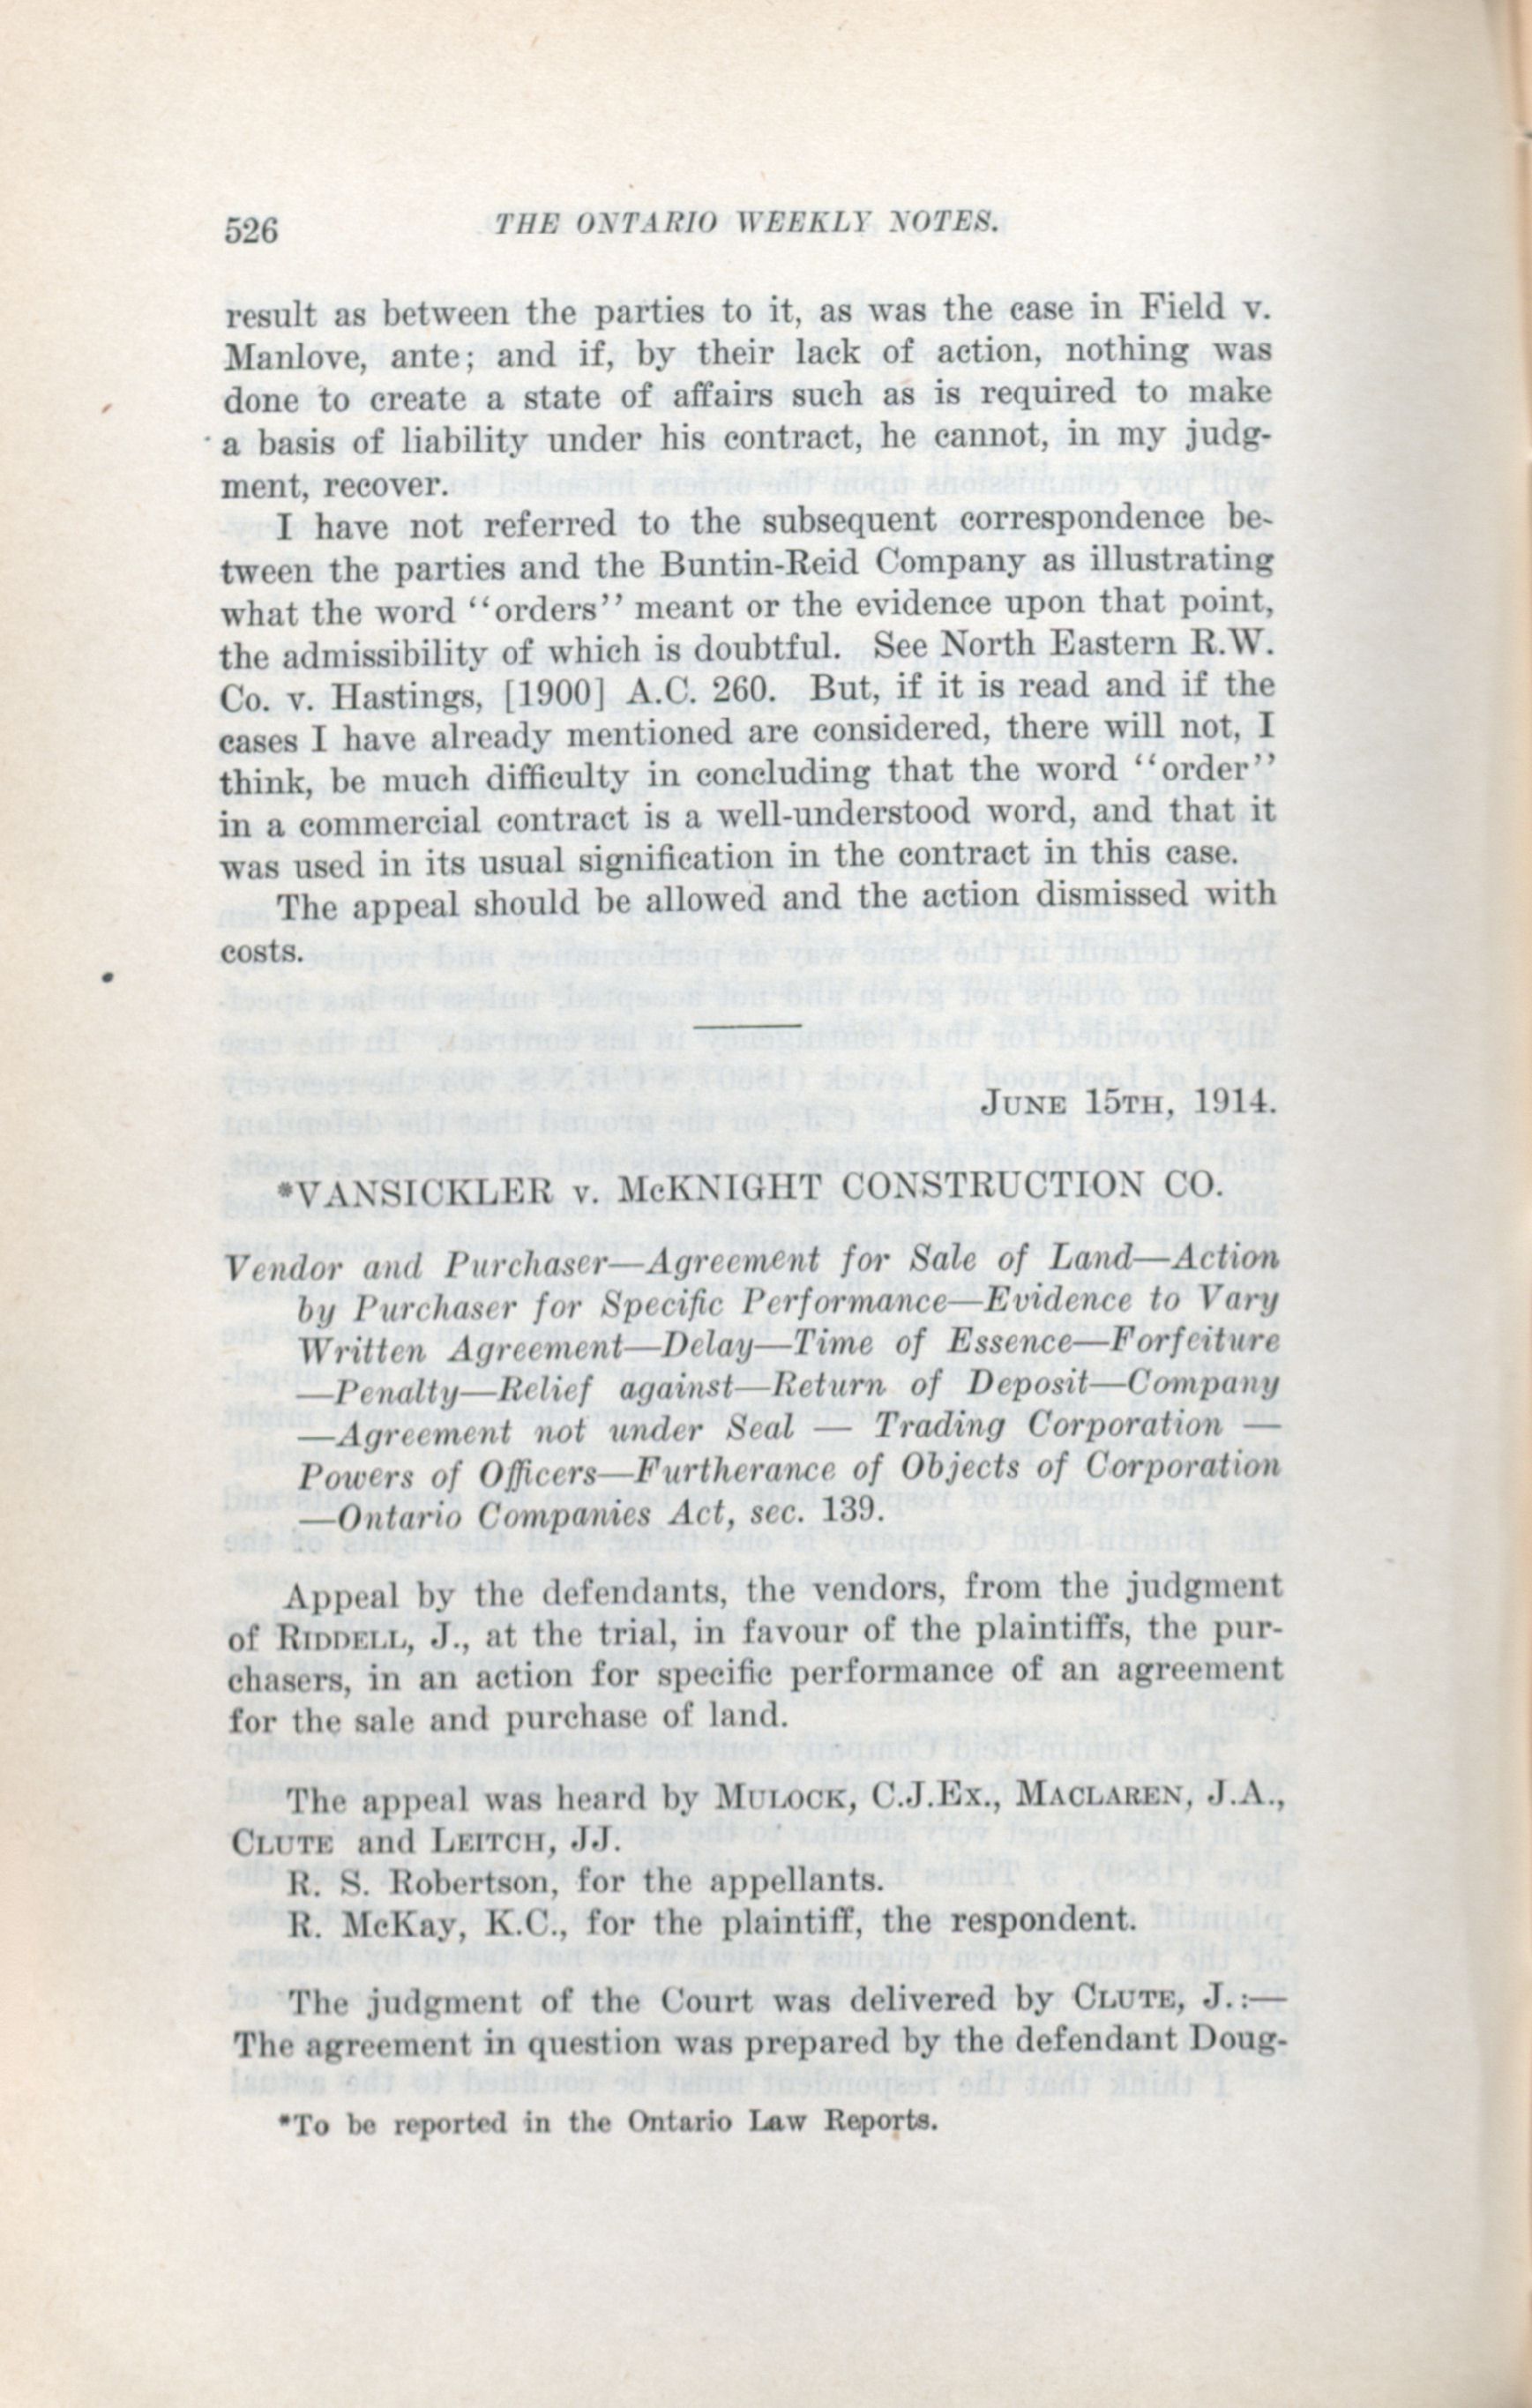 526 THE ONTARIO WEEKLY NOTES.
result as between the parties to it, as was the case in Field v.
Manlove, ante; and if, by their lack of action, nothing was
done to create a state of affairs such as is required to make
a basis of liability under his contract, he cannot, in my judg-
ment, recover.
I have not referred to the subsequent correspondence be-
tween the parties and the Buntin-Reid Company as illustrating
what the word ‘‘orders’’ meant or the evidence upon that point,
the admissibility of which is doubtful. See North Eastern R.W.
Co. v. Hastings, [1900] A.C. 260. But, if it is read and if the
cases I have already mentioned are considered, there will not, I
think, be much difficulty in concluding that the word ‘‘order’’
in a commercial contract is a well-understood word, and that it
was used in its usual signification in the contract in this case.
The appeal should be allowed and the action dismissed with
costs.
JUNE 15TH, 1914.
*VANSICKLER v. McKNIGHT CONSTRUCTION CO.
Vendor and Purchaser—Agreement for Sale of Land—Action
by Purchaser for Specific Performance—Evidence to Vary
Written Agreement—Delay—Time of Essence—Forfeiture
—Penalty—Relief against—Return of Deposit—Company
—Agreement not under Seal — Trading Corporation —
Powers of Officers—Furtherance of Objects of Corporation
—Ontario Companies Act, sec. 139.
Appeal by the defendants, the vendors, from the judgment
of RIDDELL, J., at the trial, in favour of the plaintiffs, the pur-
chasers, in an action for specific performance of an agreement
for the sale and purchase of land.
The appeal was heard by MULOCK, C.J.Ex., MACLAREN, J.A.,
CLUTE and LEITCH, JJ.
R. S. Robertson, for the appellants.
R. McKay, K.C., for the plaintiff, the respondent.
The judgment of the Court was delivered by CLUTE, J.:—
The agreement in question was prepared by the defendant Doug-
*To be reported in the Ontario Law Reports.